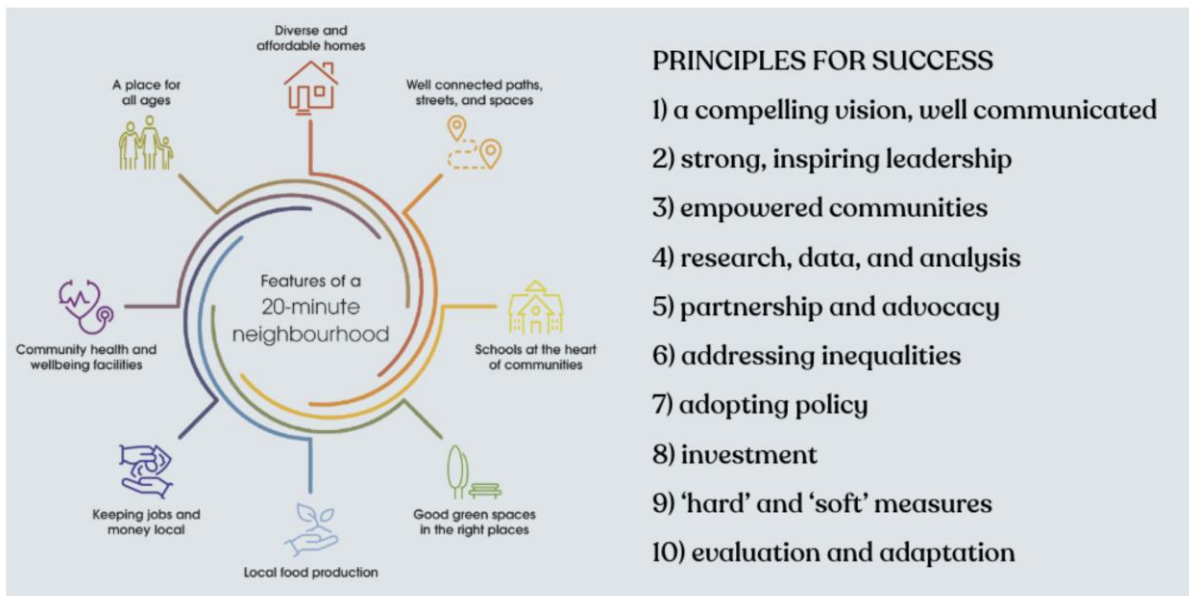 Diverse and
affordable homes
A place for
all ages
Well connected paths,
streets, and spaces
Features of a
20-minute
neighbourhood
Community health and
wellbeing facilities
Schools at the heart
of communities
Keeping jobs and
money local
Good green spaces
in the right places
Local food production
PRINCIPLES FOR SUCCESS
1) a compelling vision, well communicated
2) strong, inspiring leadership
3) empowered communities
4) research, data, and analysis
5) partnership and advocacy
6) addressing inequalities
7) adopting policy
8) investment
9) ‘hard’ and ‘soft’ measures
10) evaluation and adaptation